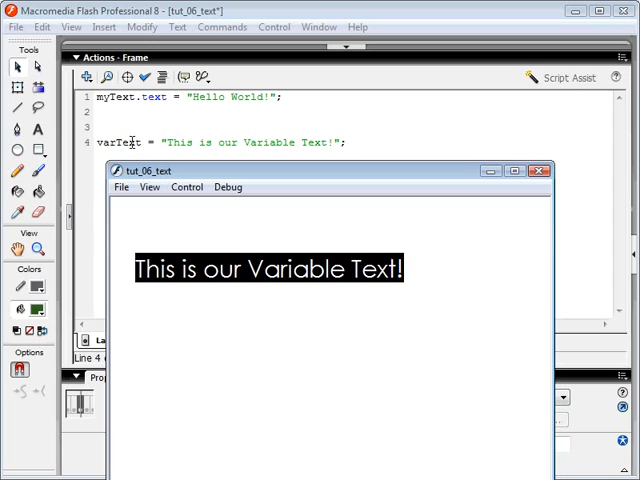 Macromedia Flash Professional 8 - [tut_06_text*]
File Edit View Insert Modify Text Commands Control Window Help
Tools
Actions - Frame
Script Assist
1 myText.text = "Hello World!";
2
3
4 varText = "This is our Variable Text!";
tut_06_text
File View Control Debug
This is our Variable Text!
View
Colors
Options
Line 4